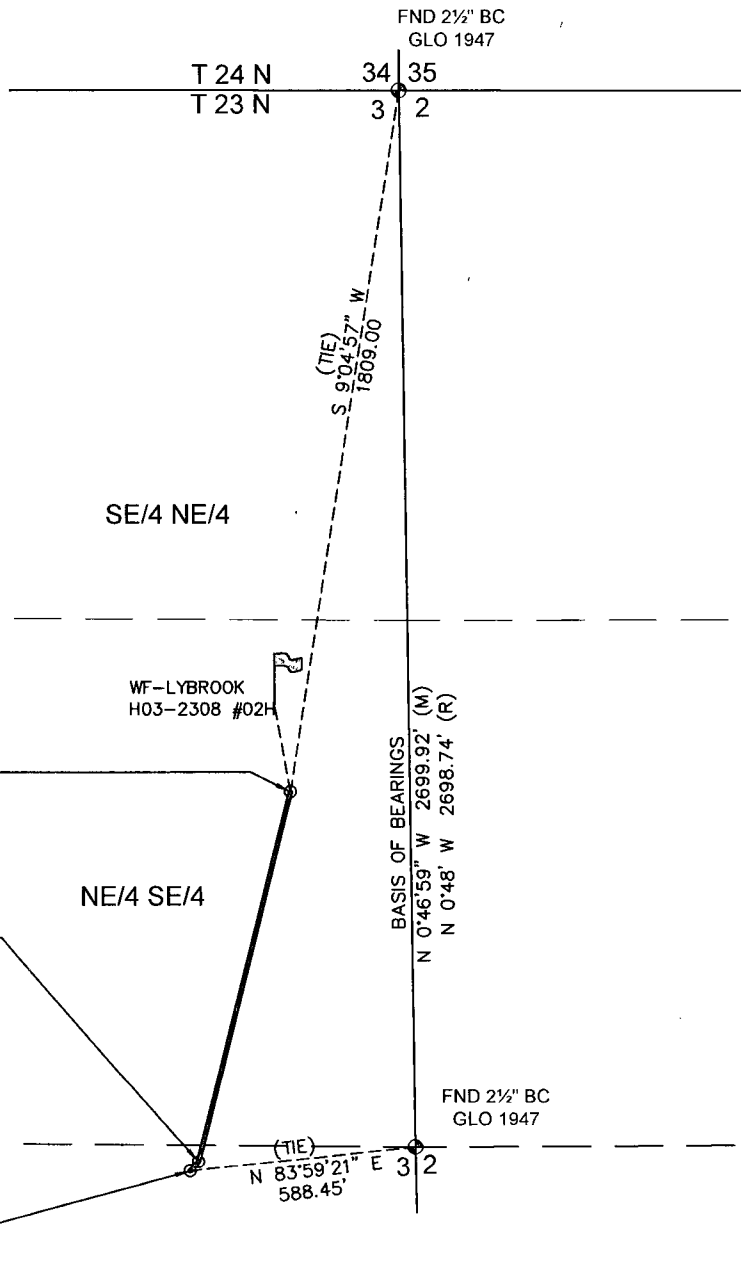 FND 2½" BC
GLO 1947
T 24 N
34 35
T 23 N
3 2
(TIE)
S 9°04'57" W
1809.00
SE/4 NE/4
WF-LYBROOK
H03-2308 #02H
BASIS OF BEARINGS
N 0°46'59" W 2699.92' (M)
N 0°48' W 2698.74' (R)
NE/4 SE/4
FND 2½" BC
GLO 1947
(TIE)
N 83°59'21" E
588.45'
3 2